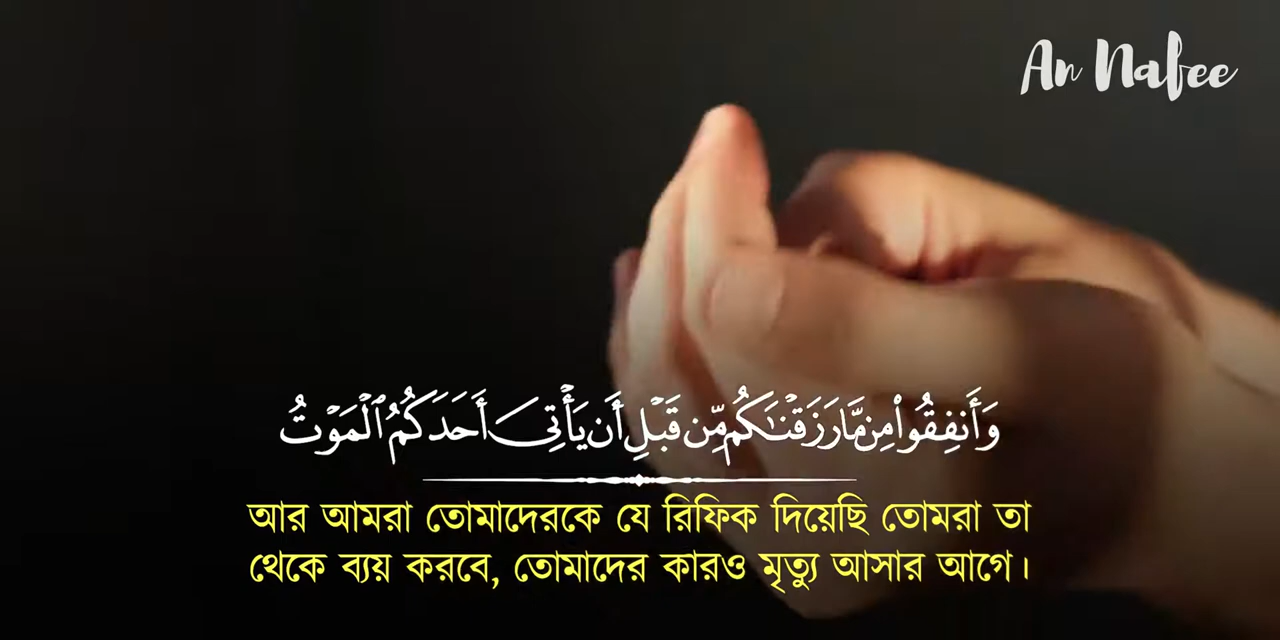 An Nafee
وَأَنفِقُوا۟ مِن مَّا رَزَقْنَـٰكُم مِّن قَبْلِ أَن يَأْتِىَ أَحَدَكُمُ ٱلْمَوْتُ
আর আমরা তোমাদেরকে যে রিফিক দিয়েছি তোমরা তা
থেকে ব্যয় করবে, তোমাদের কারও মৃত্যু আসার আগে।